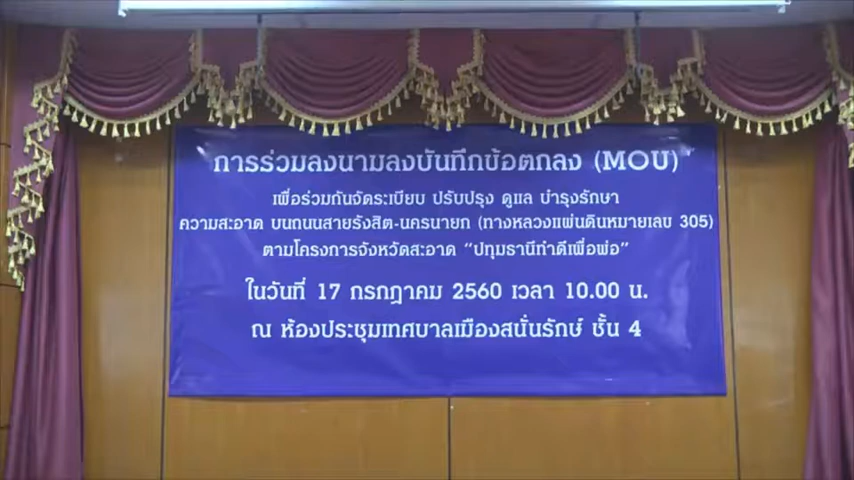 การร่วมลงนามลงบันทึกข้อตกลง (MOU)
เพื่อร่วมกันจัดระเบียบ ปรับปรุง ดูแล บำรุงรักษา
ความสะอาด บนถนนสายรังสิต-นครนายก (ทางหลวงแผ่นดินหมายเลข 305)
ตามโครงการจังหวัดสะอาด “ปทุมธานีทำดีเพื่อพ่อ”
ในวันที่ 17 กรกฎาคม 2560 เวลา 10.00 น.
ณ ห้องประชุมเทศบาลเมืองสนั่นรักษ์ ชั้น 4